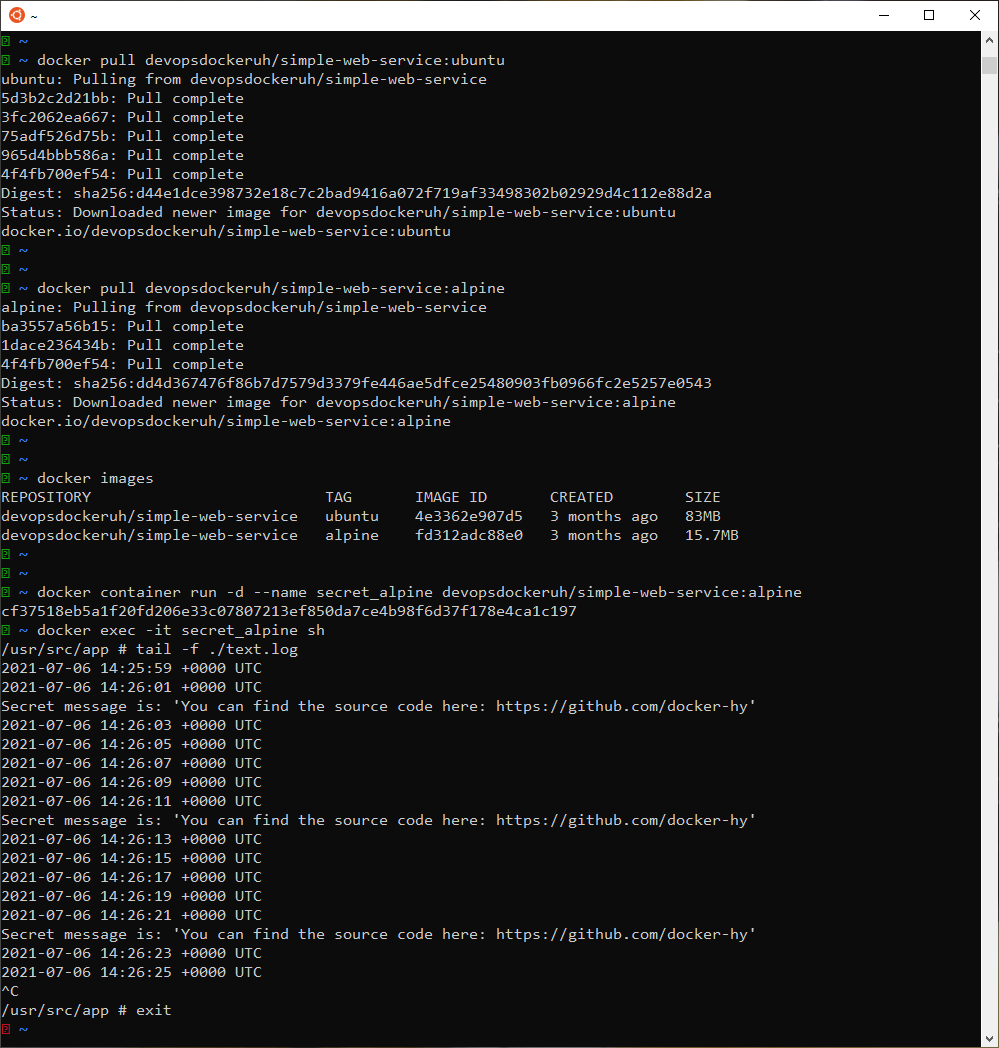 ~
~
~ docker pull devopsdockeruh/simple-web-service:ubuntu
ubuntu: Pulling from devopsdockeruh/simple-web-service
5d3b2c2d21bb: Pull complete
3fc2062ea667: Pull complete
75adf526d75b: Pull complete
965d4bbb586a: Pull complete
4f4fb700ef54: Pull complete
Digest: sha256:d44e1dce398732e18c7c2bad9416a072f719af33498302b02929d4c112e88d2a
Status: Downloaded newer image for devopsdockeruh/simple-web-service:ubuntu
docker.io/devopsdockeruh/simple-web-service:ubuntu
~
~
~ docker pull devopsdockeruh/simple-web-service:alpine
alpine: Pulling from devopsdockeruh/simple-web-service
ba3557a56b15: Pull complete
1dace236434b: Pull complete
4f4fb700ef54: Pull complete
Digest: sha256:dd4d367476f86b7d7579d3379fe446ae5dfce25480903fb0966fc2e5257e0543
Status: Downloaded newer image for devopsdockeruh/simple-web-service:alpine
docker.io/devopsdockeruh/simple-web-service:alpine
~
~
~ docker images
REPOSITORY                          TAG       IMAGE ID       CREATED        SIZE
devopsdockeruh/simple-web-service   ubuntu    4e3362e907d5   3 months ago   83MB
devopsdockeruh/simple-web-service   alpine    fd312adc88e0   3 months ago   15.7MB
~
~
~ docker container run -d --name secret_alpine devopsdockeruh/simple-web-service:alpine
cf37518eb5a1f20fd206e33c07807213ef850da7ce4b98f6d37f178e4ca1c197
~ docker exec -it secret_alpine sh
/usr/src/app # tail -f ./text.log
2021-07-06 14:25:59 +0000 UTC
2021-07-06 14:26:01 +0000 UTC
Secret message is: 'You can find the source code here: https://github.com/docker-hy'
2021-07-06 14:26:03 +0000 UTC
2021-07-06 14:26:05 +0000 UTC
2021-07-06 14:26:07 +0000 UTC
2021-07-06 14:26:09 +0000 UTC
2021-07-06 14:26:11 +0000 UTC
Secret message is: 'You can find the source code here: https://github.com/docker-hy'
2021-07-06 14:26:13 +0000 UTC
2021-07-06 14:26:15 +0000 UTC
2021-07-06 14:26:17 +0000 UTC
2021-07-06 14:26:19 +0000 UTC
2021-07-06 14:26:21 +0000 UTC
Secret message is: 'You can find the source code here: https://github.com/docker-hy'
2021-07-06 14:26:23 +0000 UTC
2021-07-06 14:26:25 +0000 UTC
^C
/usr/src/app # exit
~